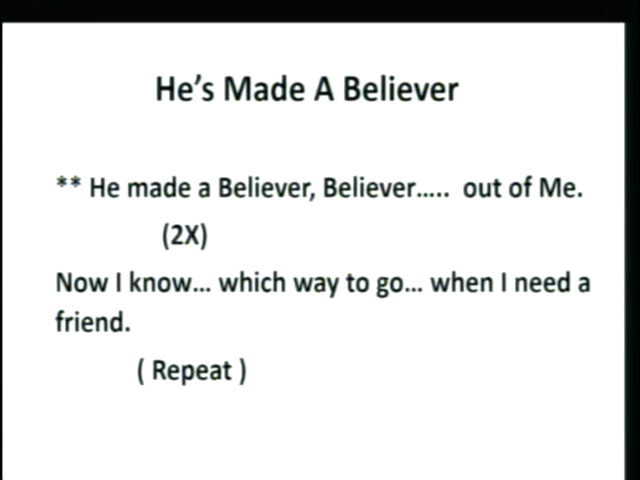 He's Made A Believer
** He made a Believer, Believer..... out of Me.
(2X)
Now I know... which way to go... when I need a
friend.
( Repeat )